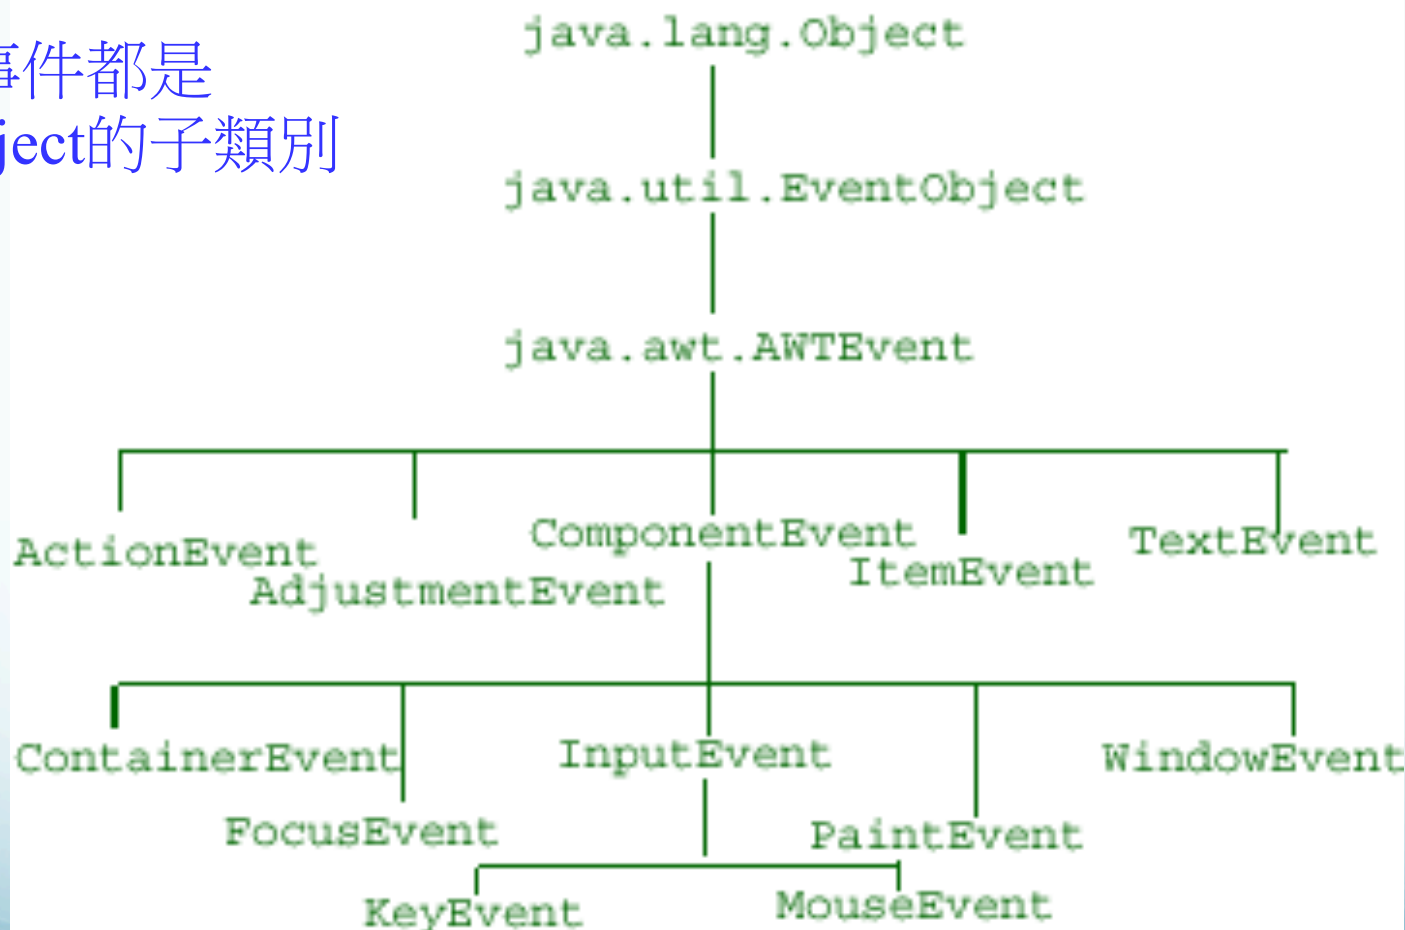 事件都是
ject的子類別
java.lang.Object
java.util.EventObject
java.awt.AWTEvent
ActionEvent
AdjustmentEvent
ComponentEvent
ItemEvent
TextEvent
ContainerEvent
FocusEvent
InputEvent
PaintEvent
WindowEvent
KeyEvent
MouseEvent